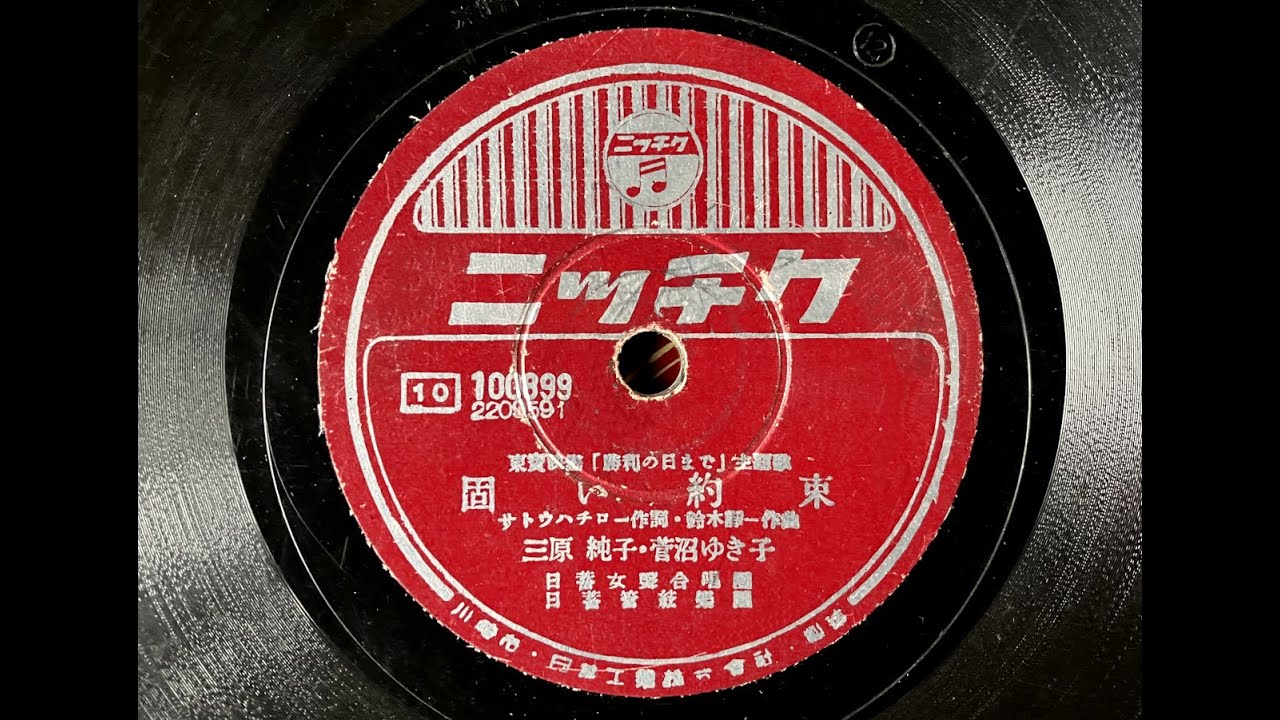 ニッチク
ニッチク
10 100899
2208591
東寶映畫「勝利の日まで」主題歌
固い約束
サトウハチロー作詞・鈴木靜一作曲
三原 純子・菅沼ゆき子
日蓄女聲合唱團
日蓄管絃樂團